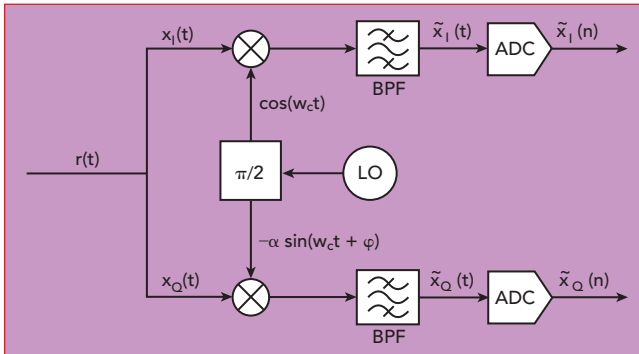 x_I(t)
x̃_I(t)
ADC
x̃_I(n)
BPF
cos(w_ct)
r(t)
π/2
LO
−α sin(w_ct + φ)
x_Q(t)
x̃_Q(t)
ADC
x̃_Q(n)
BPF